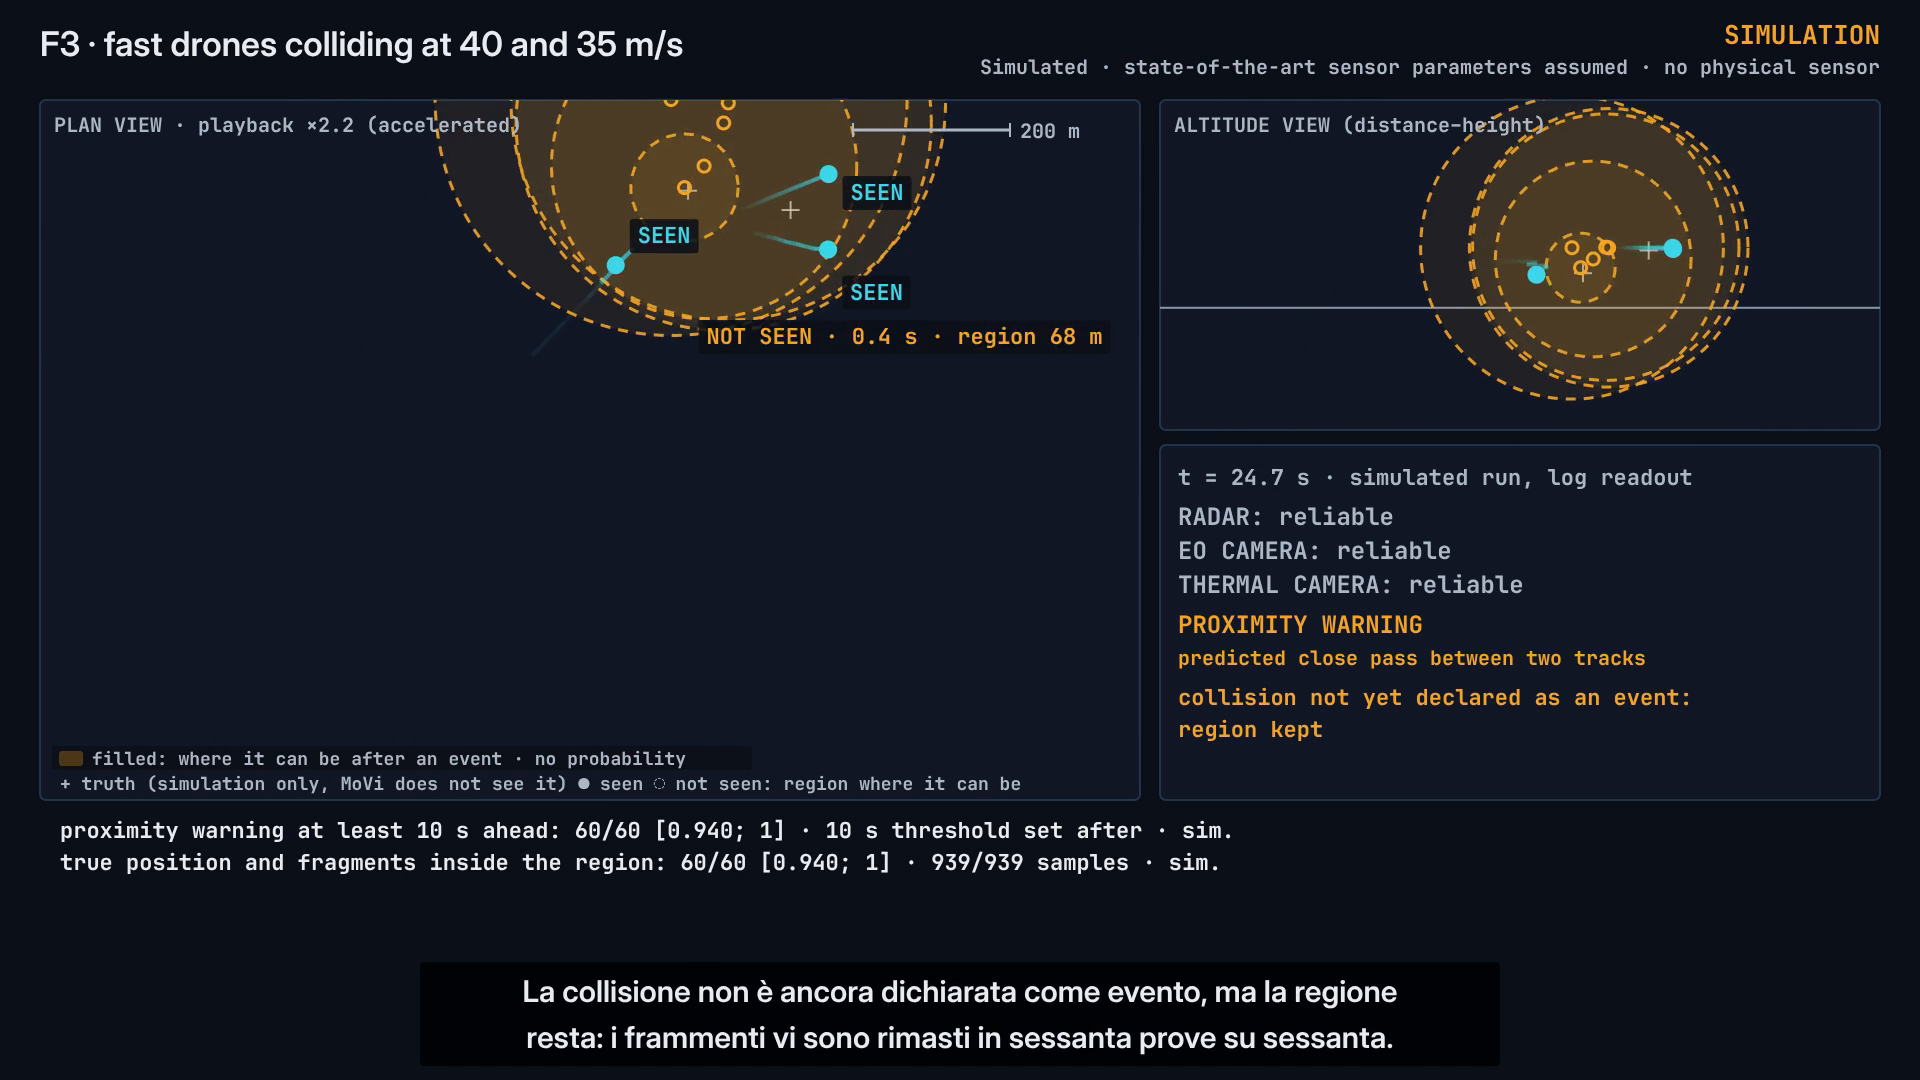 F3 · fast drones colliding at 40 and 35 m/s
SIMULATION
Simulated · state-of-the-art sensor parameters assumed · no physical sensor
PLAN VIEW · playback ×2.2 (accelerated)
200 m
SEEN
SEEN
SEEN
NOT SEEN · 0.4 s · region 68 m
filled: where it can be after an event · no probability
+ truth (simulation only, MoVi does not see it) ● seen ◌ not seen: region where it can be
ALTITUDE VIEW (distance-height)
t = 24.7 s · simulated run, log readout
RADAR: reliable
EO CAMERA: reliable
THERMAL CAMERA: reliable
PROXIMITY WARNING
predicted close pass between two tracks
collision not yet declared as an event:
region kept
proximity warning at least 10 s ahead: 60/60 [0.940; 1] · 10 s threshold set after · sim.
true position and fragments inside the region: 60/60 [0.940; 1] · 939/939 samples · sim.
La collisione non è ancora dichiarata come evento, ma la regione
resta: i frammenti vi sono rimasti in sessanta prove su sessanta.